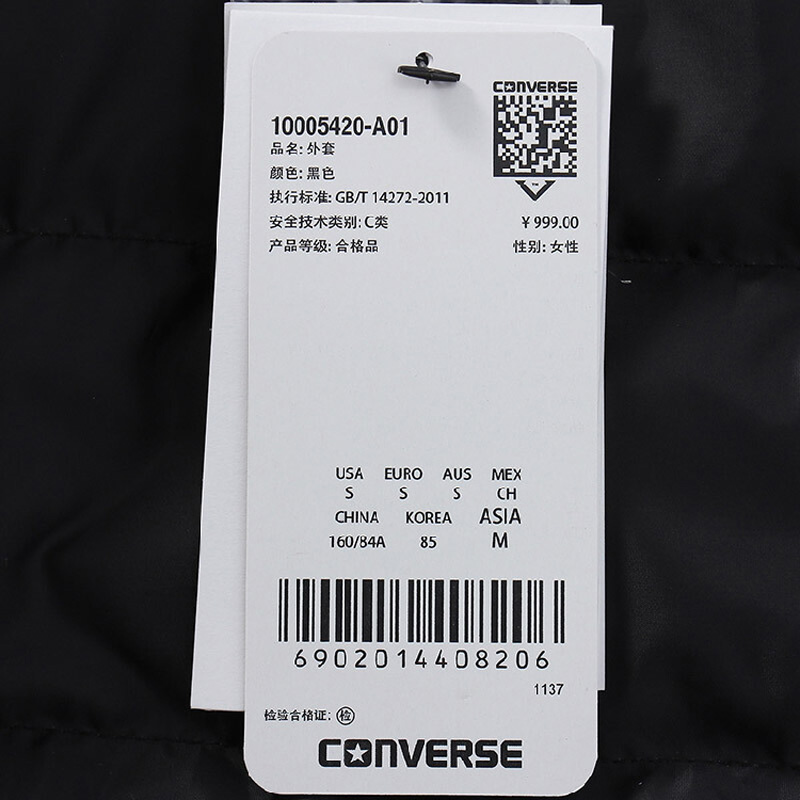 CONVERSE
10005420-A01
品名: 外套
颜色: 黑色
执行标准: GB/T 14272-2011
安全技术类别: C类 ¥ 999.00
产品等级: 合格品 性别: 女性
USA EURO AUS MEX
S S S CH
CHINA KOREA ASIA
160/84A 85 M
6902014408206
1137
检验合格证: 检
CONVERSE